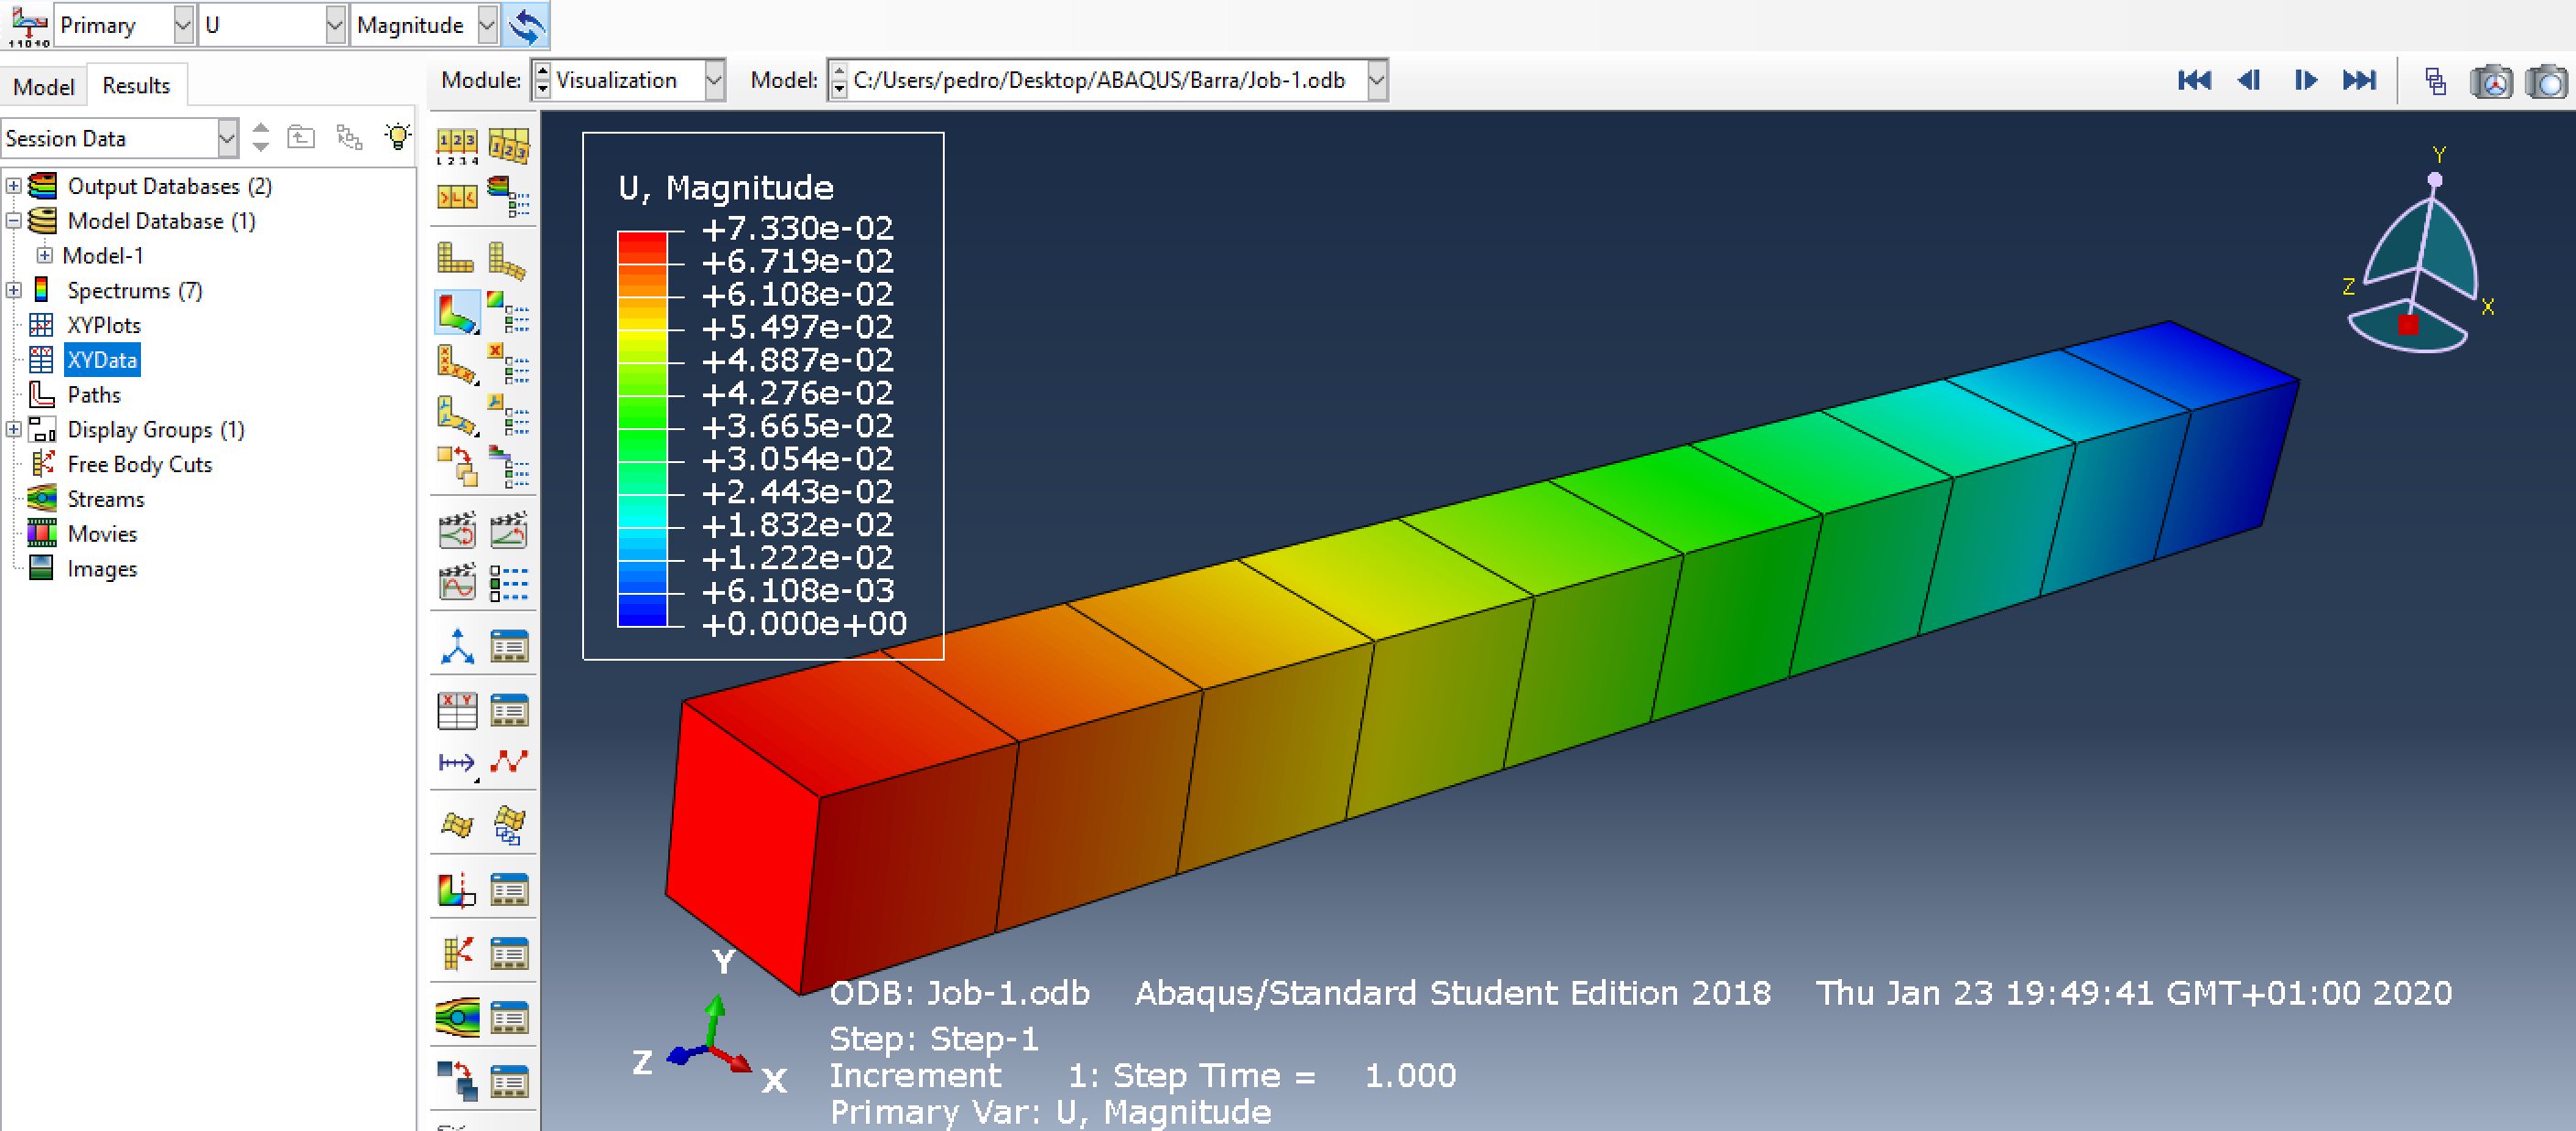 Primary U Magnitude
Model Results Module: Visualization Model: C:/Users/pedro/Desktop/ABAQUS/Barra/Job-1.odb
Session Data
Output Databases (2)
Model Database (1)
Model-1
Spectrums (7)
XYPlots
XYData
Paths
Display Groups (1)
Free Body Cuts
Streams
Movies
Images
U, Magnitude
+7.330e-02
+6.719e-02
+6.108e-02
+5.497e-02
+4.887e-02
+4.276e-02
+3.665e-02
+3.054e-02
+2.443e-02
+1.832e-02
+1.222e-02
+6.108e-03
+0.000e+00
Y
Z
X
Y
Z
X
ODB: Job-1.odb Abaqus/Standard Student Edition 2018 Thu Jan 23 19:49:41 GMT+01:00 2020
Step: Step-1
Increment 1: Step Time = 1.000
Primary Var: U, Magnitude